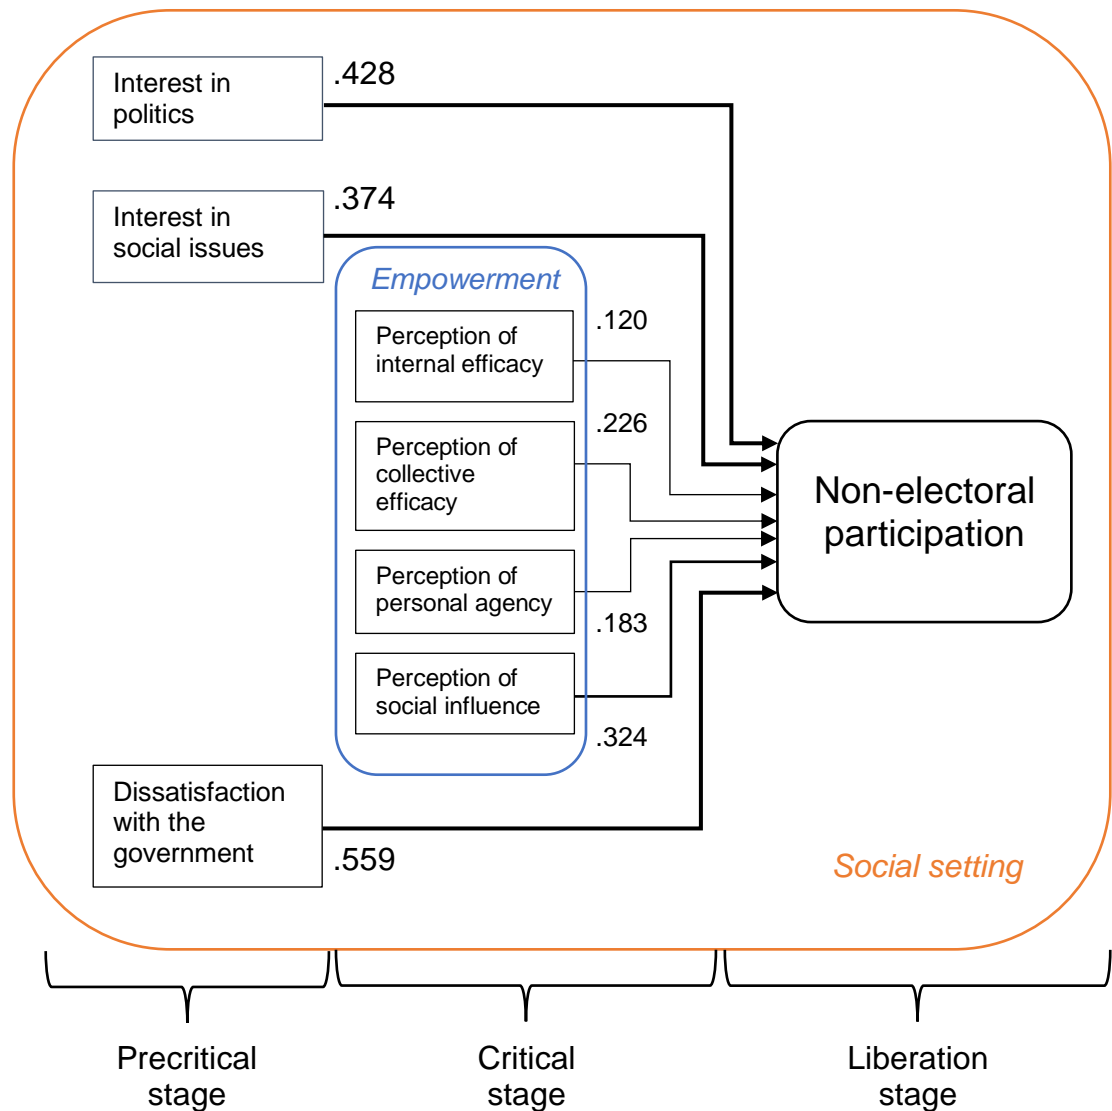 Interest in
politics
.428
Interest in
social issues
.374
Empowerment
Perception of
internal efficacy
.120
Perception of
collective
efficacy
.226
Perception of
personal agency
.183
Perception of
social influence
.324
Non-electoral
participation
Dissatisfaction
with the
government
.559
Social setting
Precritical
stage
Critical
stage
Liberation
stage